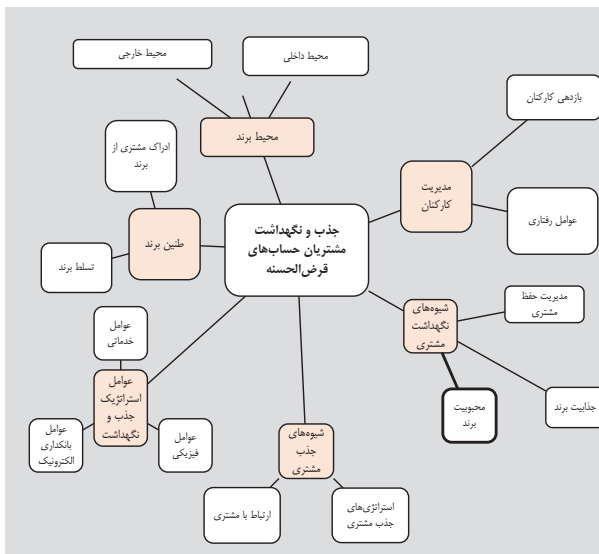 محیط خارجی
محیط داخلی
محیط برند
بازدهی کارکنان
ادراک مشتری از
برند
مدیریت
کارکنان
عوامل رفتاری
طنین برند
تسلط برند
جذب و نگهداشت
مشتریان حساب‌های
قرض‌الحسنه
مدیریت حفظ
مشتری
شیوه‌های
نگهداشت
مشتری
جذابیت برند
محبوبیت
برند
عوامل
خدماتی
عوامل
استراتژیک
جذب و
نگهداشت
عوامل
بانکداری
الکترونیک
عوامل
فیزیکی
شیوه‌های
جذب
مشتری
ارتباط با مشتری
استراتژی‌های
جذب مشتری